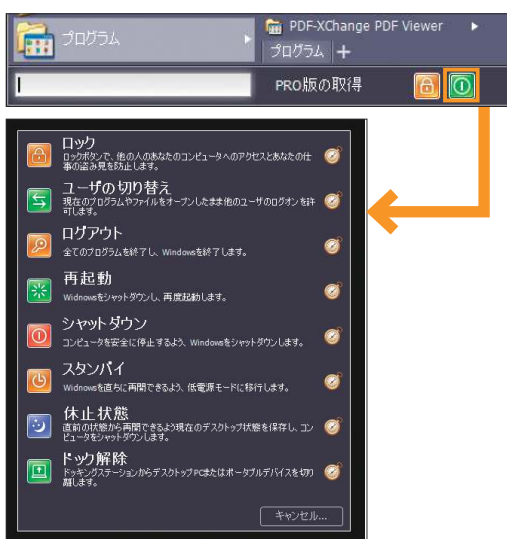 プログラム
PDF-XChange PDF Viewer
プログラム +
PRO版の取得
ロック
ロックボタンで、他の人のあなたのコンピュータへのアクセスとあなたの仕
事の盗み見を防止します。
ユーザの切り替え
現在のプログラムやファイルをオープンしたまま他のユーザのログオンを許
可します。
ログアウト
全てのプログラムを終了し、Windowsを終了します。
再起動
Widnowsをシャットダウンし、再度起動します。
シャットダウン
コンピュータを安全に停止するよう、Windowsをシャットダウンします。
スタンバイ
Widnowsを直ちに再開できるよう、低電源モードに移行します。
休止状態
直前の状態から再開できるよう現在のデスクトップ状態を保存し、コン
ピュータをシャットダウンします。
ドック解除
ドッキングステーションからデスクトップPCまたはポータブルデバイスを切り
離します。
キャンセル...